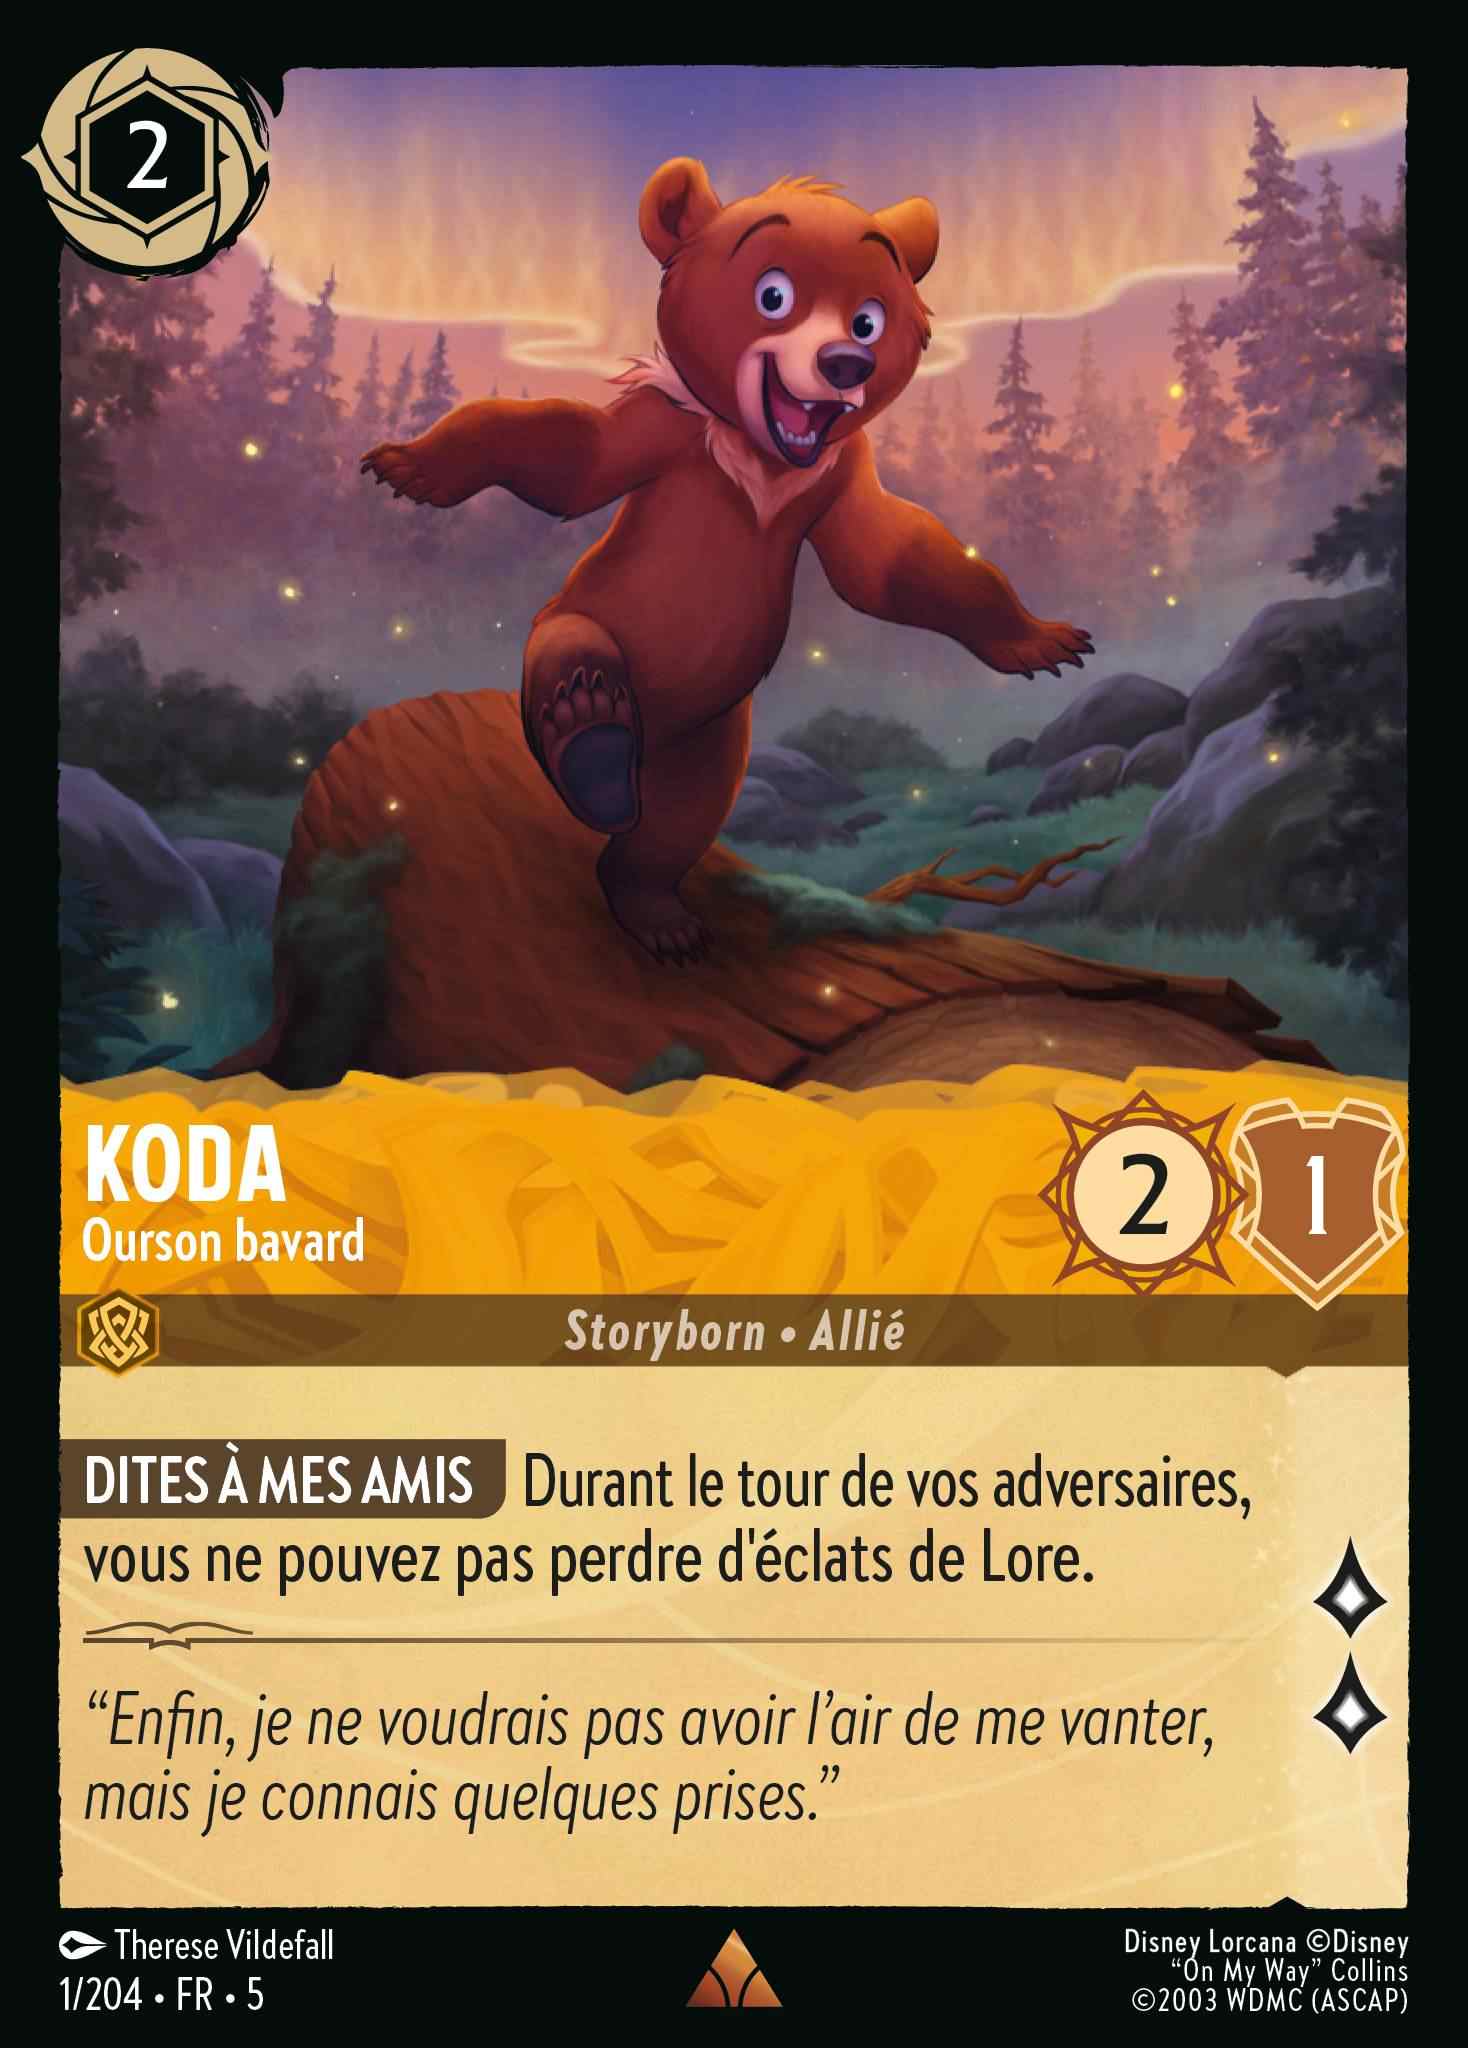 2
KODA
Ourson bavard
2
1
Storyborn • Allié
DITES À MES AMIS Durant le tour de vos adversaires,
vous ne pouvez pas perdre d'éclats de Lore.
“Enfin, je ne voudrais pas avoir l’air de me vanter,
mais je connais quelques prises.”
Therese Vildefall
1/204 • FR • 5
Disney Lorcana ©Disney
“On My Way” Collins
©2003 WDMC (ASCAP)